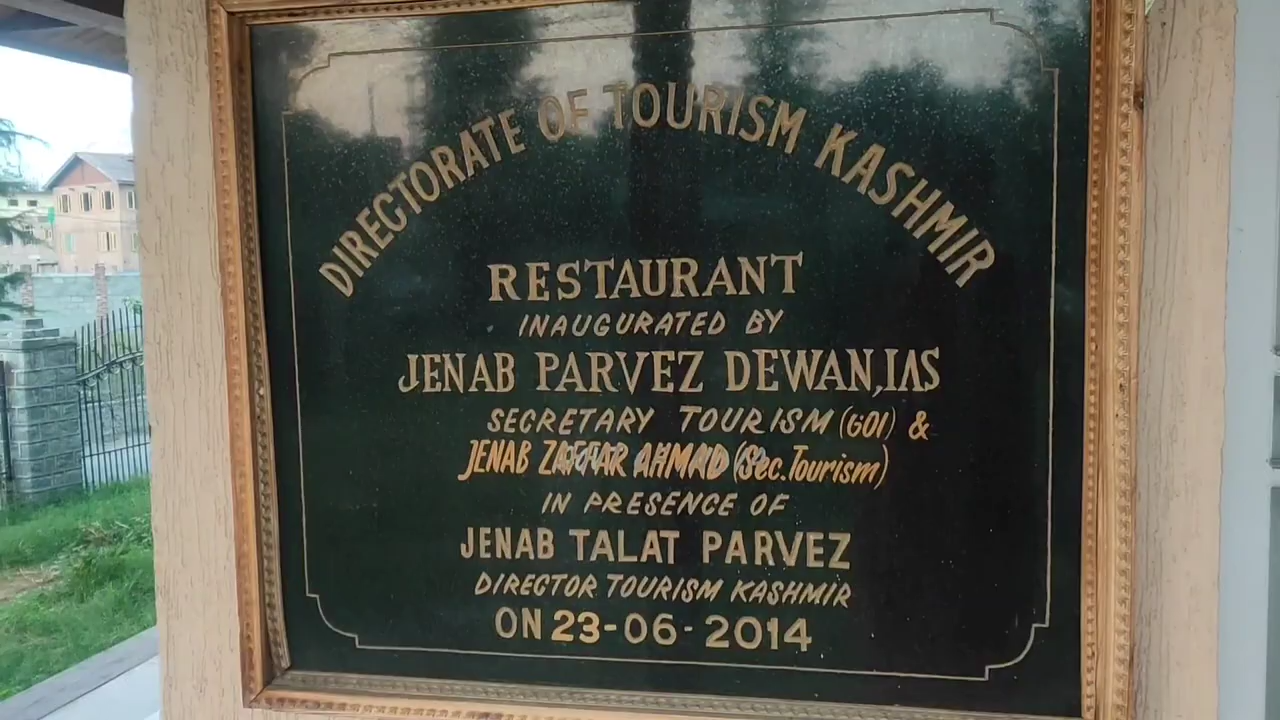 DIRECTORATE OF TOURISM KASHMIR
RESTAURANT
INAUGURATED BY
JENAB PARVEZ DEWAN,IAS
SECRETARY TOURISM (GOI) &
JENAB ZAFFAR AHMAD (Sec.Tourism)
IN PRESENCE OF
JENAB TALAT PARVEZ
DIRECTOR TOURISM KASHMIR
ON 23-06-2014